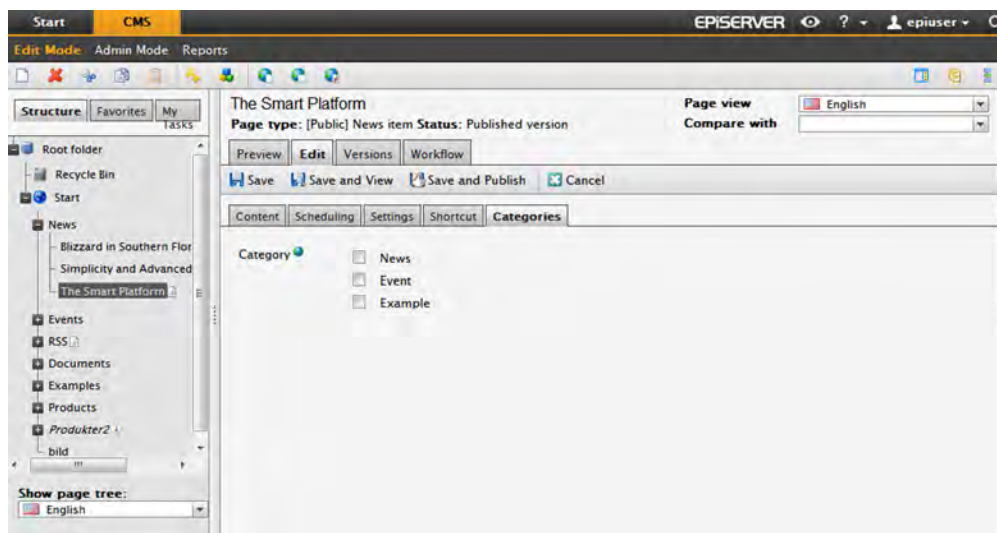 Start CMS EPiSERVER ? epiuser
Edit Mode Admin Mode Reports
Structure Favorites My Tasks
Root folder
Recycle Bin
Start
News
Blizzard in Southern Flor
Simplicity and Advanced
The Smart Platform
Events
RSS
Documents
Examples
Products
Produkter2
bild
Show page tree:
English
The Smart Platform
Page type: [Public] News item Status: Published version
Page view English
Compare with
Preview Edit Versions Workflow
Save Save and View Save and Publish Cancel
Content Scheduling Settings Shortcut Categories
Category
News
Event
Example